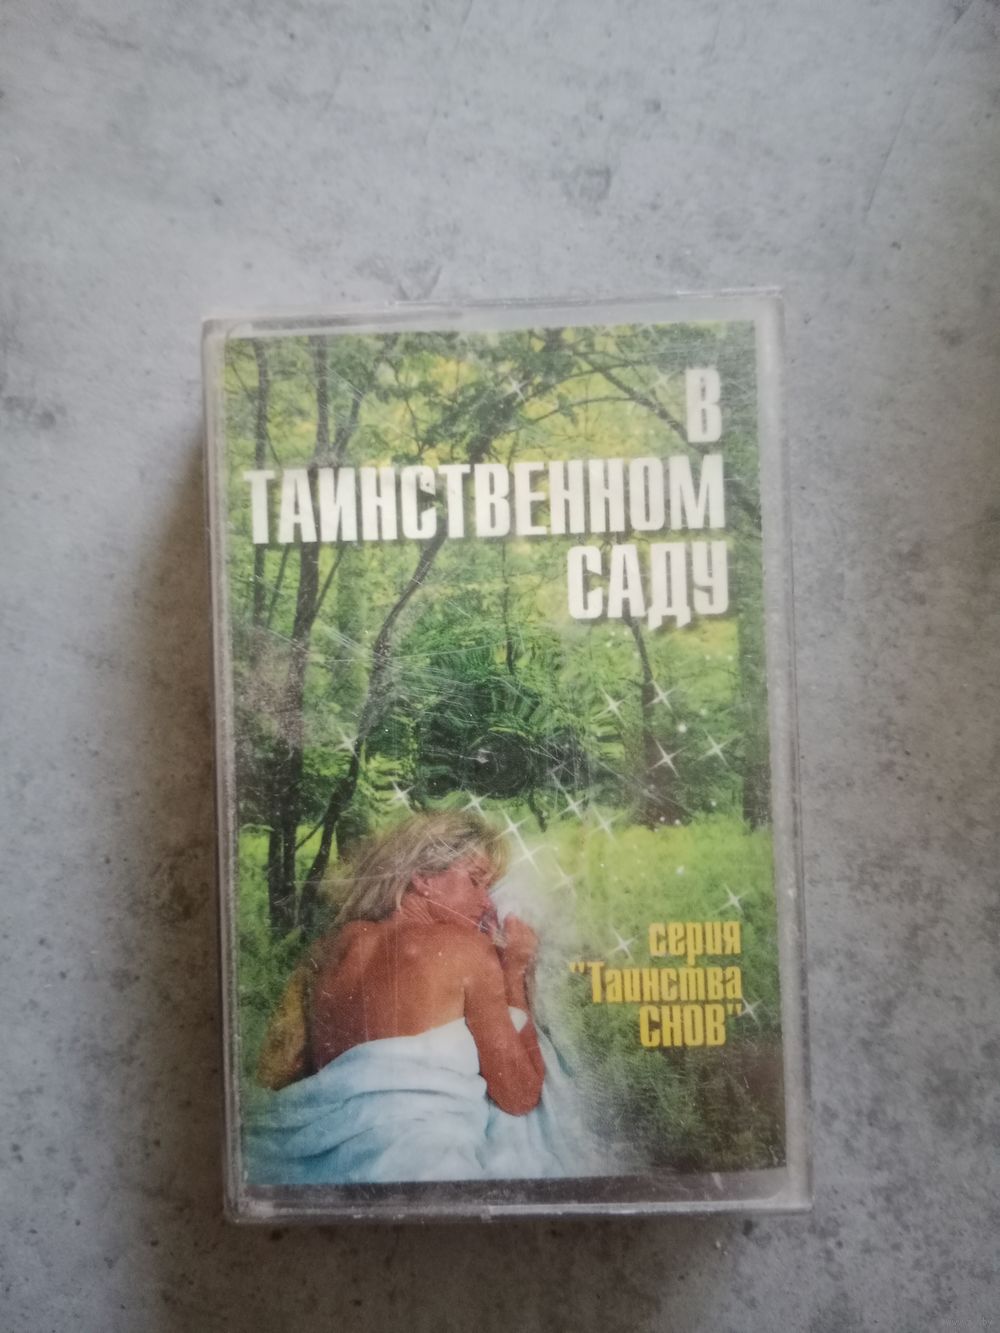 В
ТАИНСТВЕННОМ
САДУ
серия
"Таинства
СНОВ"